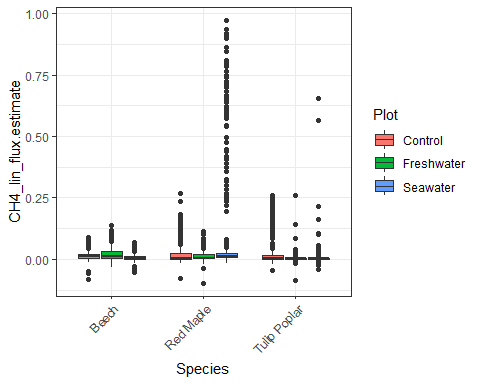 1.00
0.75
0.50
0.25
0.00
CH4_lin_flux.estimate
Beech
Red Maple
Tulip Poplar
Species
Plot
Control
Freshwater
Seawater